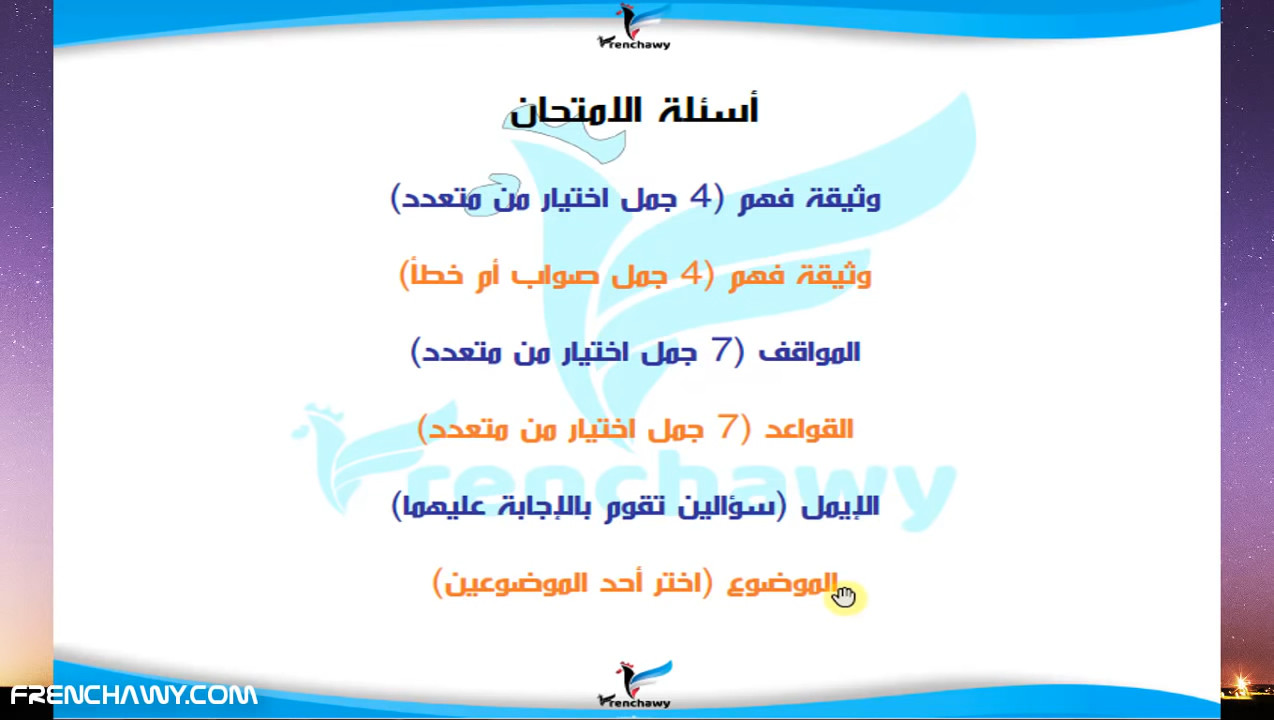 Frenchawy
أسئلة الامتحان
وثيقة فهم (4 جمل اختيار من متعدد)
وثيقة فهم (4 جمل صواب أم خطأ)
المواقف (7 جمل اختيار من متعدد)
القواعد (7 جمل اختيار من متعدد)
Frenchawy
الإيمل (سؤالين تقوم بالإجابة عليهما)
الموضوع (اختر أحد الموضوعين)
Frenchawy
FRENCHAWY.COM